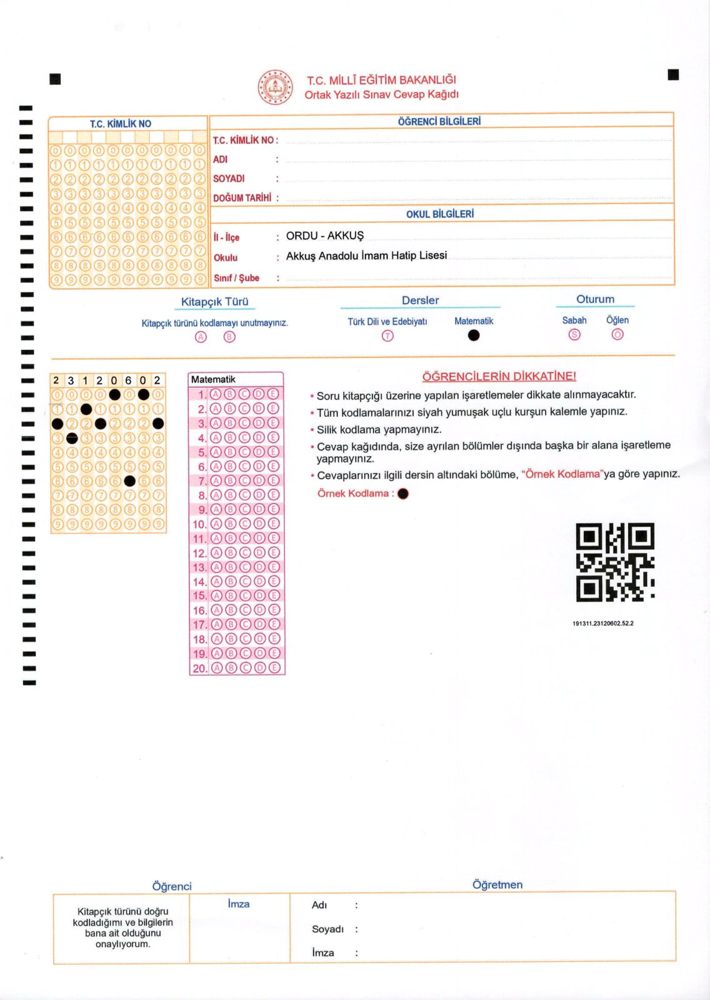 T.C. MİLLÎ EĞİTİM BAKANLIĞI
Ortak Yazılı Sınav Cevap Kağıdı
T.C. KİMLİK NO
0 0 0 0 0 0 0 0 0 0 0
1 1 1 1 1 1 1 1 1 1 1
2 2 2 2 2 2 2 2 2 2 2
3 3 3 3 3 3 3 3 3 3 3
4 4 4 4 4 4 4 4 4 4 4
5 5 5 5 5 5 5 5 5 5 5
6 6 6 6 6 6 6 6 6 6 6
7 7 7 7 7 7 7 7 7 7 7
8 8 8 8 8 8 8 8 8 8 8
9 9 9 9 9 9 9 9 9 9 9
ÖĞRENCİ BİLGİLERİ
T.C. KİMLİK NO :
ADI :
SOYADI :
DOĞUM TARİHİ :
OKUL BİLGİLERİ
İl - İlçe : ORDU - AKKUŞ
Okulu : Akkuş Anadolu İmam Hatip Lisesi
Sınıf / Şube :
Kitapçık Türü
Kitapçık türünü kodlamayı unutmayınız.
A B
Dersler
Türk Dili ve Edebiyatı Matematik
T
Oturum
Sabah Öğlen
S Ö
2 3 1 2 0 6 0 2
0 0 0 0 0 0
1 1 1 1 1 1 1
2 2 2 2 2
3 3 3 3 3 3 3
4 4 4 4 4 4 4 4
5 5 5 5 5 5 5 5
6 6 6 6 6 6 6
7 7 7 7 7 7 7 7
8 8 8 8 8 8 8 8
9 9 9 9 9 9 9 9
Matematik
1. A B C D E
2. A B C D E
3. A B C D E
4. A B C D E
5. A B C D E
6. A B C D E
7. A B C D E
8. A B C D E
9. A B C D E
10. A B C D E
11. A B C D E
12. A B C D E
13. A B C D E
14. A B C D E
15. A B C D E
16. A B C D E
17. A B C D E
18. A B C D E
19. A B C D E
20. A B C D E
ÖĞRENCİLERİN DİKKATİNE!
• Soru kitapçığı üzerine yapılan işaretlemeler dikkate alınmayacaktır.
• Tüm kodlamalarınızı siyah yumuşak uçlu kurşun kalemle yapınız.
• Silik kodlama yapmayınız.
• Cevap kağıdında, size ayrılan bölümler dışında başka bir alana işaretleme
yapmayınız.
• Cevaplarınızı ilgili dersin altındaki bölüme, "Örnek Kodlama"ya göre yapınız.
Örnek Kodlama :
191311.23120602.52.2
Öğrenci
Kitapçık türünü doğru
kodladığımı ve bilgilerin
bana ait olduğunu
onaylıyorum.
İmza
Öğretmen
Adı :
Soyadı :
İmza :